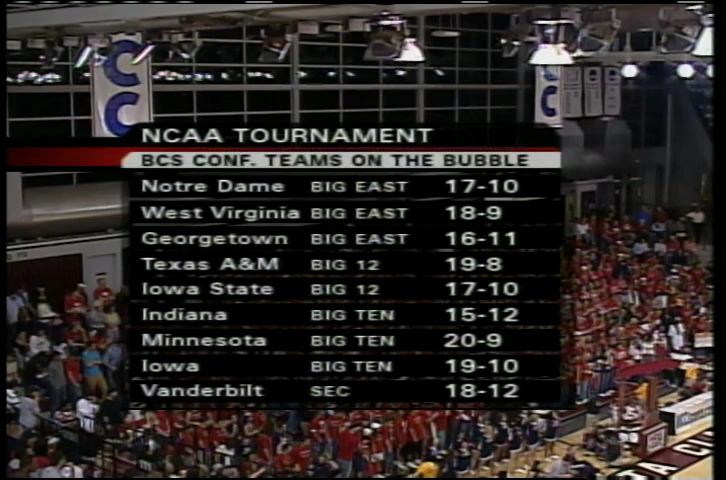 NCAA TOURNAMENT
BCS CONF. TEAMS ON THE BUBBLE
Notre Dame BIG EAST 17-10
West Virginia BIG EAST 18-9
Georgetown BIG EAST 16-11
Texas A&M BIG 12 19-8
Iowa State BIG 12 17-10
Indiana BIG TEN 15-12
Minnesota BIG TEN 20-9
Iowa BIG TEN 19-10
Vanderbilt SEC 18-12